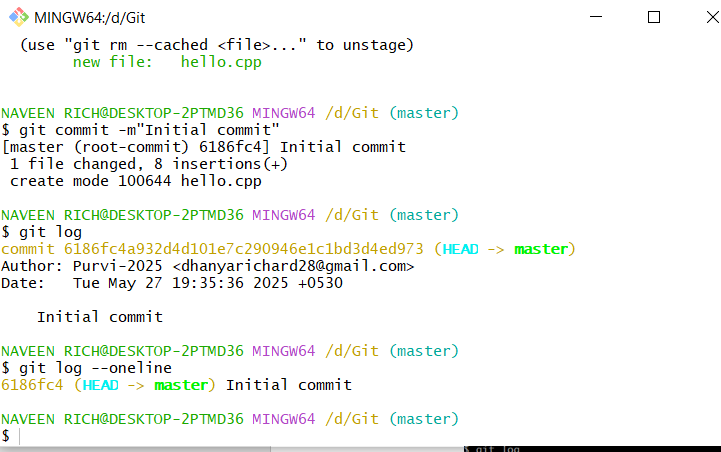 MINGW64:/d/Git
(use "git rm --cached <file>..." to unstage)
new file:   hello.cpp
NAVEEN RICH@DESKTOP-2PTMD36 MINGW64 /d/Git (master)
$ git commit -m"Initial commit"
[master (root-commit) 6186fc4] Initial commit
1 file changed, 8 insertions(+)
create mode 100644 hello.cpp
NAVEEN RICH@DESKTOP-2PTMD36 MINGW64 /d/Git (master)
$ git log
commit 6186fc4a932d4d101e7c290946e1c1bd3d4ed973 (HEAD -> master)
Author: Purvi-2025 <dhanyarichard28@gmail.com>
Date:   Tue May 27 19:35:36 2025 +0530
Initial commit
NAVEEN RICH@DESKTOP-2PTMD36 MINGW64 /d/Git (master)
$ git log --oneline
6186fc4 (HEAD -> master) Initial commit
NAVEEN RICH@DESKTOP-2PTMD36 MINGW64 /d/Git (master)
$
$ git log